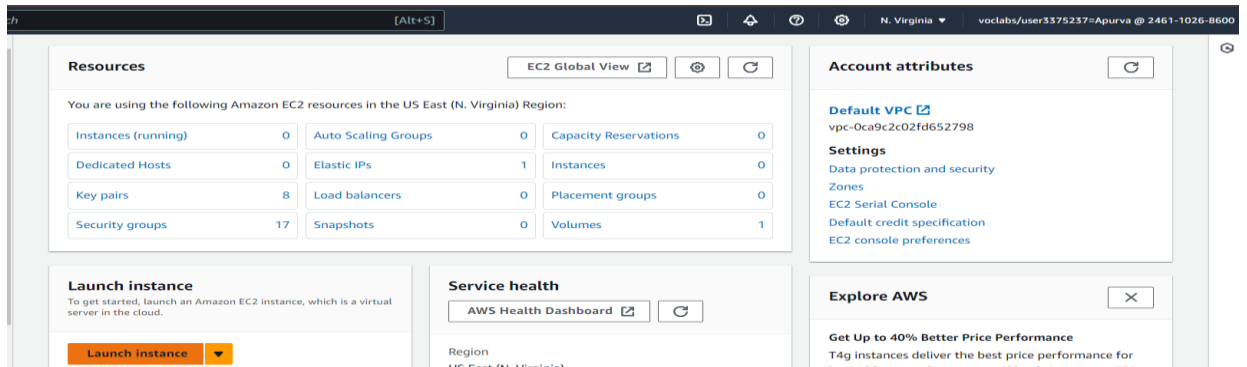 ch [Alt+S] N. Virginia ▼ voclabs/user3375237=Apurva @ 2461-1026-8600
Resources
EC2 Global View
You are using the following Amazon EC2 resources in the US East (N. Virginia) Region:
Instances (running) 0 Auto Scaling Groups 0 Capacity Reservations 0
Dedicated Hosts 0 Elastic IPs 1 Instances 0
Key pairs 8 Load balancers 0 Placement groups 0
Security groups 17 Snapshots 0 Volumes 1
Account attributes
Default VPC
vpc-0ca9c2c02fd652798
Settings
Data protection and security
Zones
EC2 Serial Console
Default credit specification
EC2 console preferences
Launch instance
To get started, launch an Amazon EC2 instance, which is a virtual
server in the cloud.
Launch instance
Service health
AWS Health Dashboard
Region
US East (N. Virginia)
Explore AWS
Get Up to 40% Better Price Performance
T4g instances deliver the best price performance for